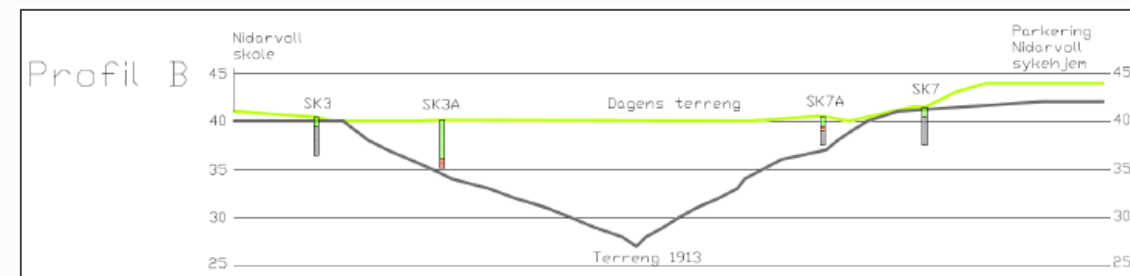 Profil B
Nidarvoll
skole
Parkering
Nidarvoll
sykehjem
45
45
SK3
SK3A
Dagens terreng
SK7A
SK7
40
40
35
35
30
30
Terreng 1913
25
25